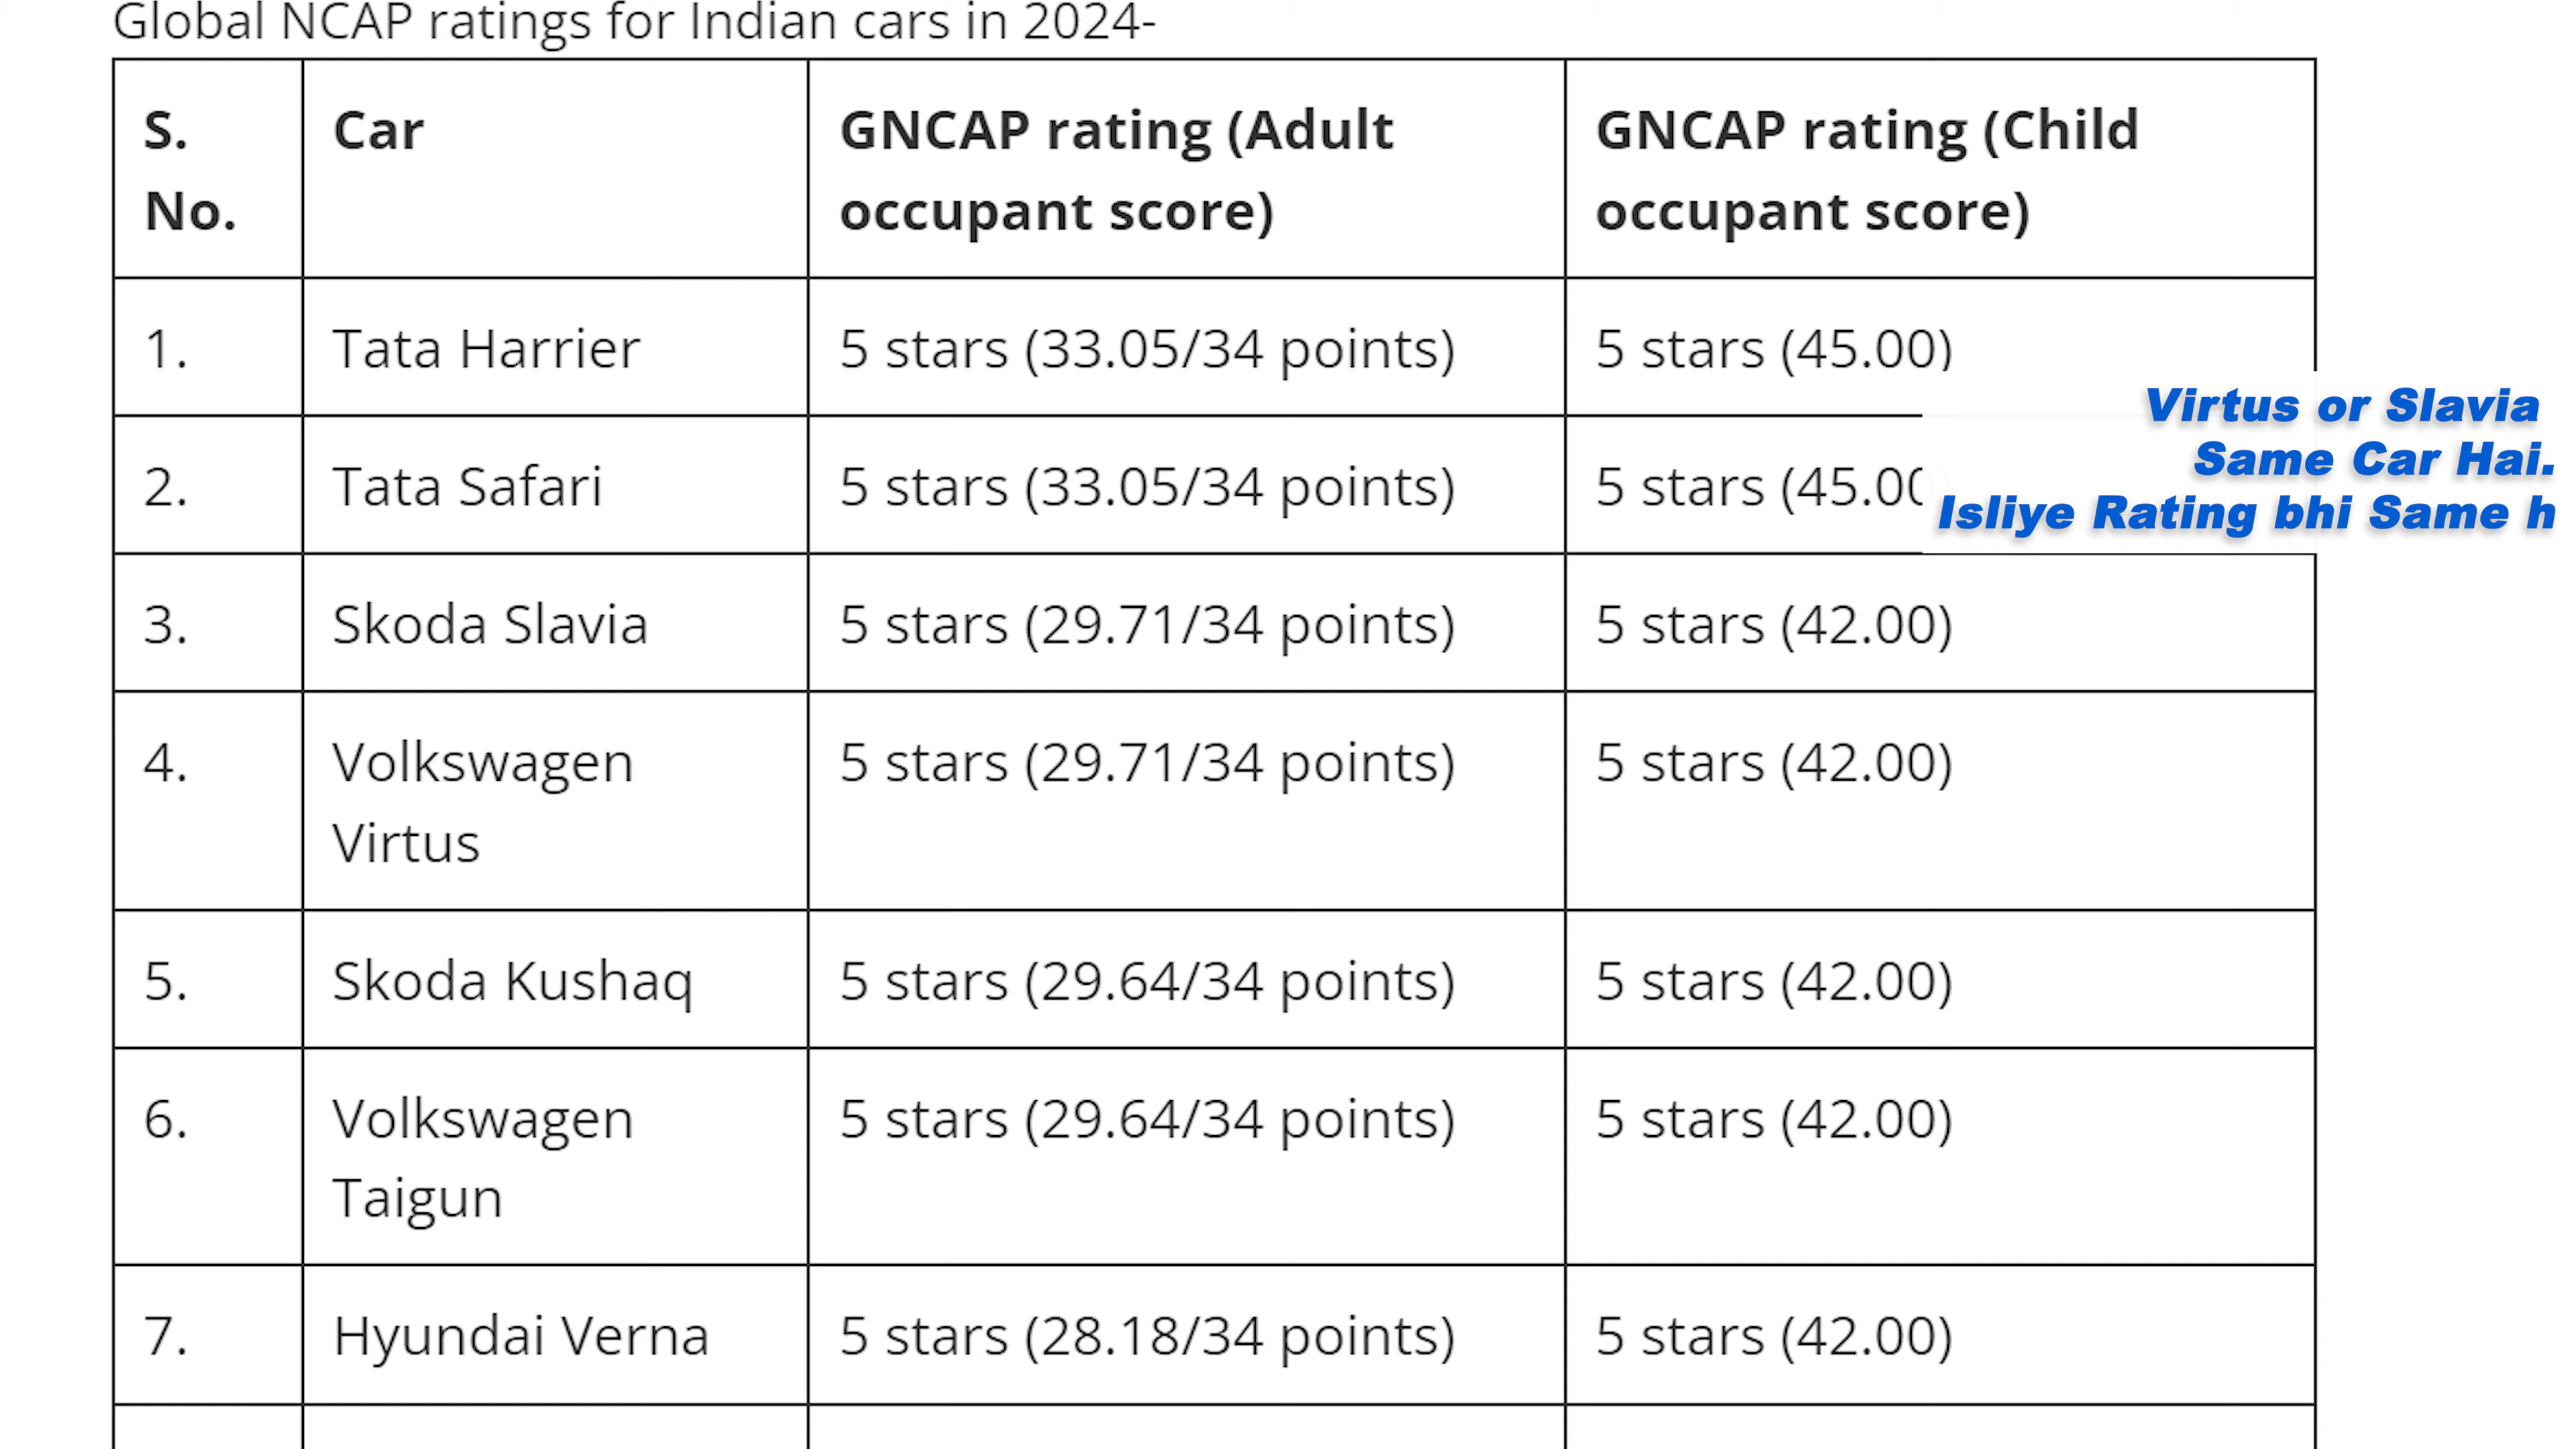 Global NCAP ratings for Indian cars in 2024-
S. No. Car GNCAP rating (Adult occupant score) GNCAP rating (Child occupant score)
1. Tata Harrier 5 stars (33.05/34 points) 5 stars (45.00)
Virtus or Slavia
Same Car Hai.
Isliye Rating bhi Same h
2. Tata Safari 5 stars (33.05/34 points) 5 stars (45.0
3. Skoda Slavia 5 stars (29.71/34 points) 5 stars (42.00)
4. Volkswagen Virtus 5 stars (29.71/34 points) 5 stars (42.00)
5. Skoda Kushaq 5 stars (29.64/34 points) 5 stars (42.00)
6. Volkswagen Taigun 5 stars (29.64/34 points) 5 stars (42.00)
7. Hyundai Verna 5 stars (28.18/34 points) 5 stars (42.00)